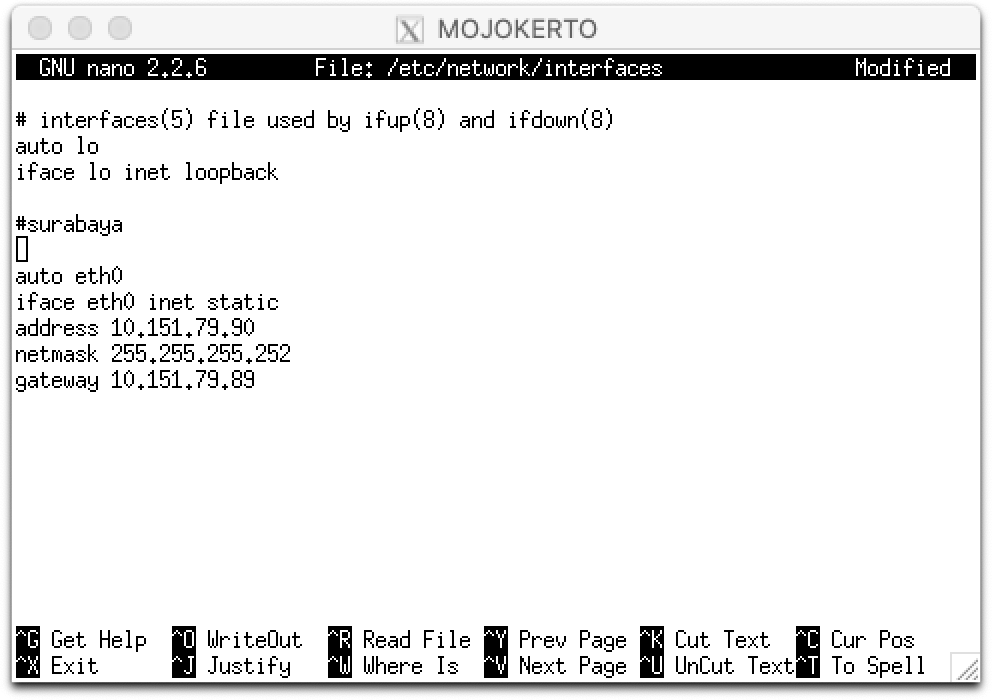 X MOJOKERTO
GNU nano 2.2.6 File: /etc/network/interfaces Modified
# interfaces(5) file used by ifup(8) and ifdown(8)
auto lo
iface lo inet loopback
#surabaya
auto eth0
iface eth0 inet static
address 10.151.79.90
netmask 255.255.255.252
gateway 10.151.79.89
^G Get Help ^O WriteOut ^R Read File ^Y Prev Page ^K Cut Text ^C Cur Pos
^X Exit ^J Justify ^W Where Is ^V Next Page ^U UnCut Text ^T To Spell